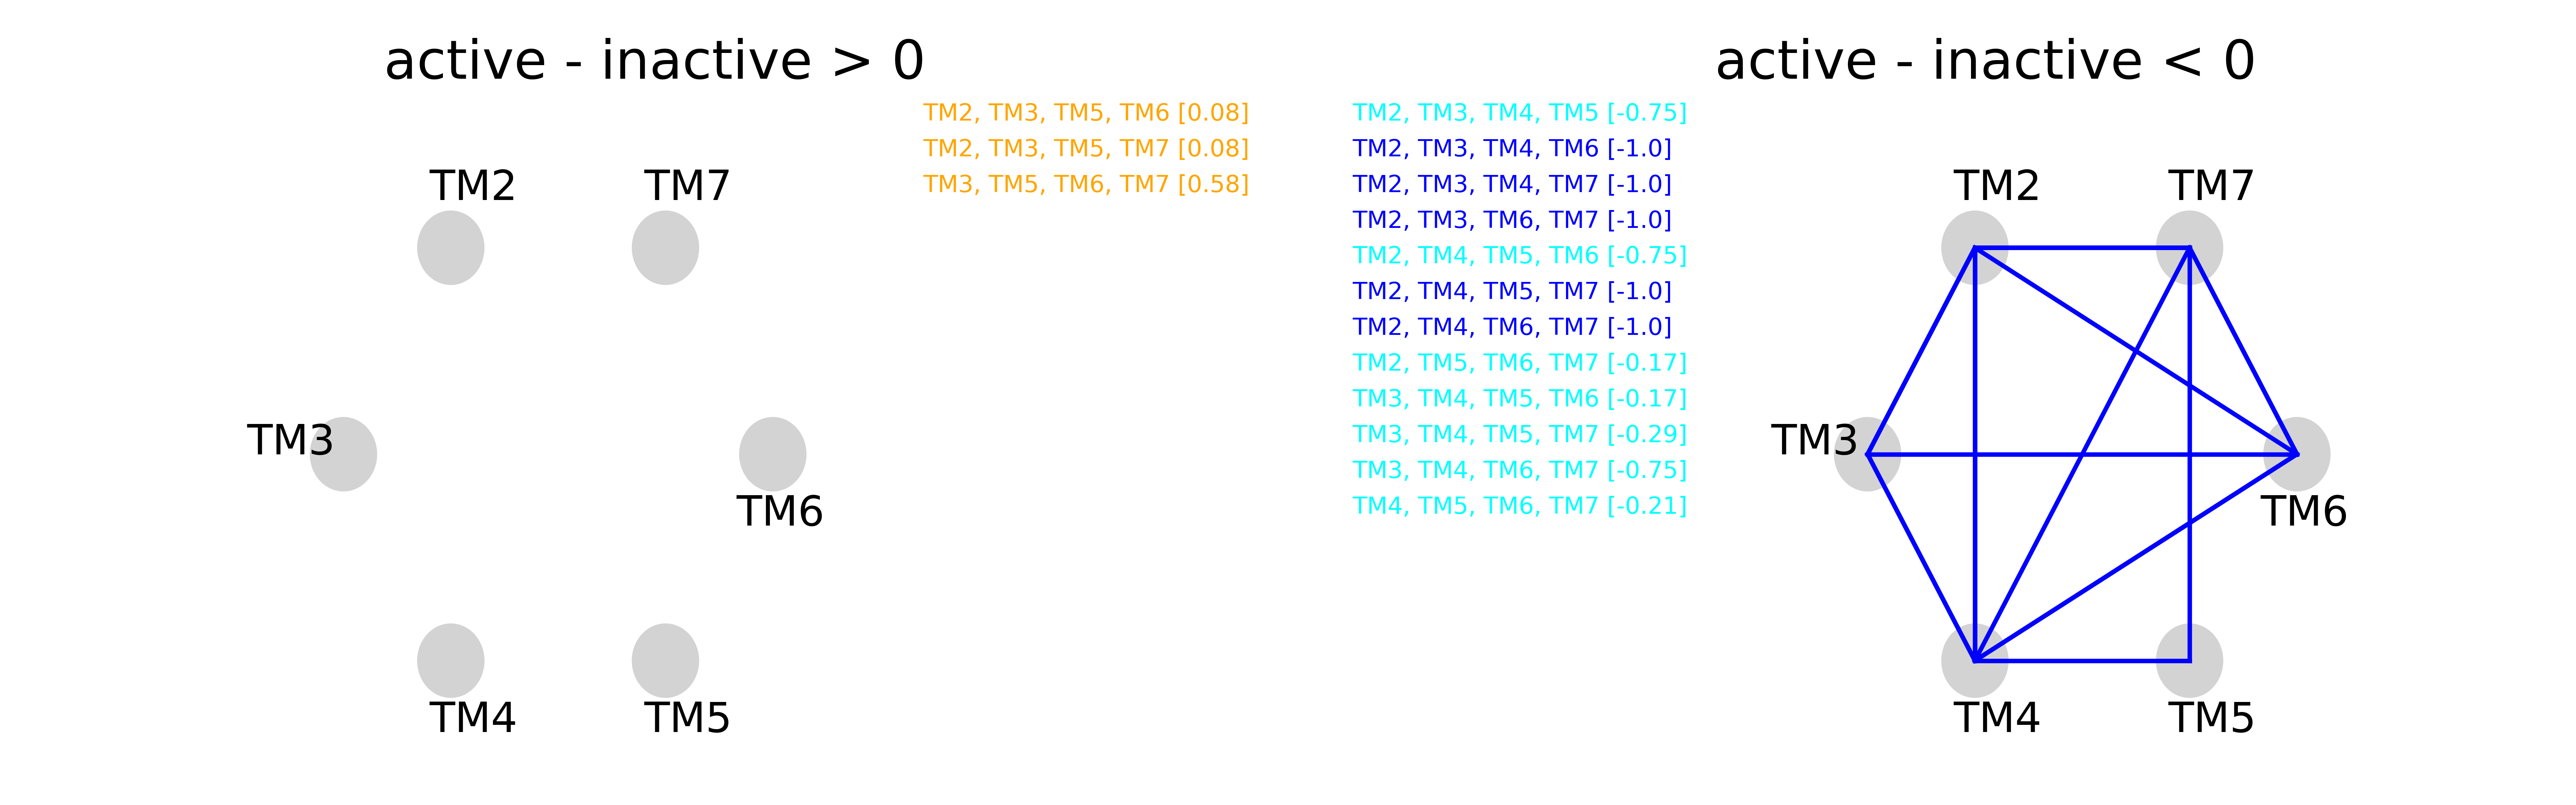 active - inactive > 0
TM2, TM3, TM5, TM6 [0.08]
TM2, TM3, TM5, TM7 [0.08]
TM3, TM5, TM6, TM7 [0.58]
TM2
TM7
TM3
TM6
TM4
TM5
active - inactive < 0
TM2, TM3, TM4, TM5 [-0.75]
TM2, TM3, TM4, TM6 [-1.0]
TM2, TM3, TM4, TM7 [-1.0]
TM2, TM3, TM6, TM7 [-1.0]
TM2, TM4, TM5, TM6 [-0.75]
TM2, TM4, TM5, TM7 [-1.0]
TM2, TM4, TM6, TM7 [-1.0]
TM2, TM5, TM6, TM7 [-0.17]
TM3, TM4, TM5, TM6 [-0.17]
TM3, TM4, TM5, TM7 [-0.29]
TM3, TM4, TM6, TM7 [-0.75]
TM4, TM5, TM6, TM7 [-0.21]
TM2
TM7
TM3
TM6
TM4
TM5